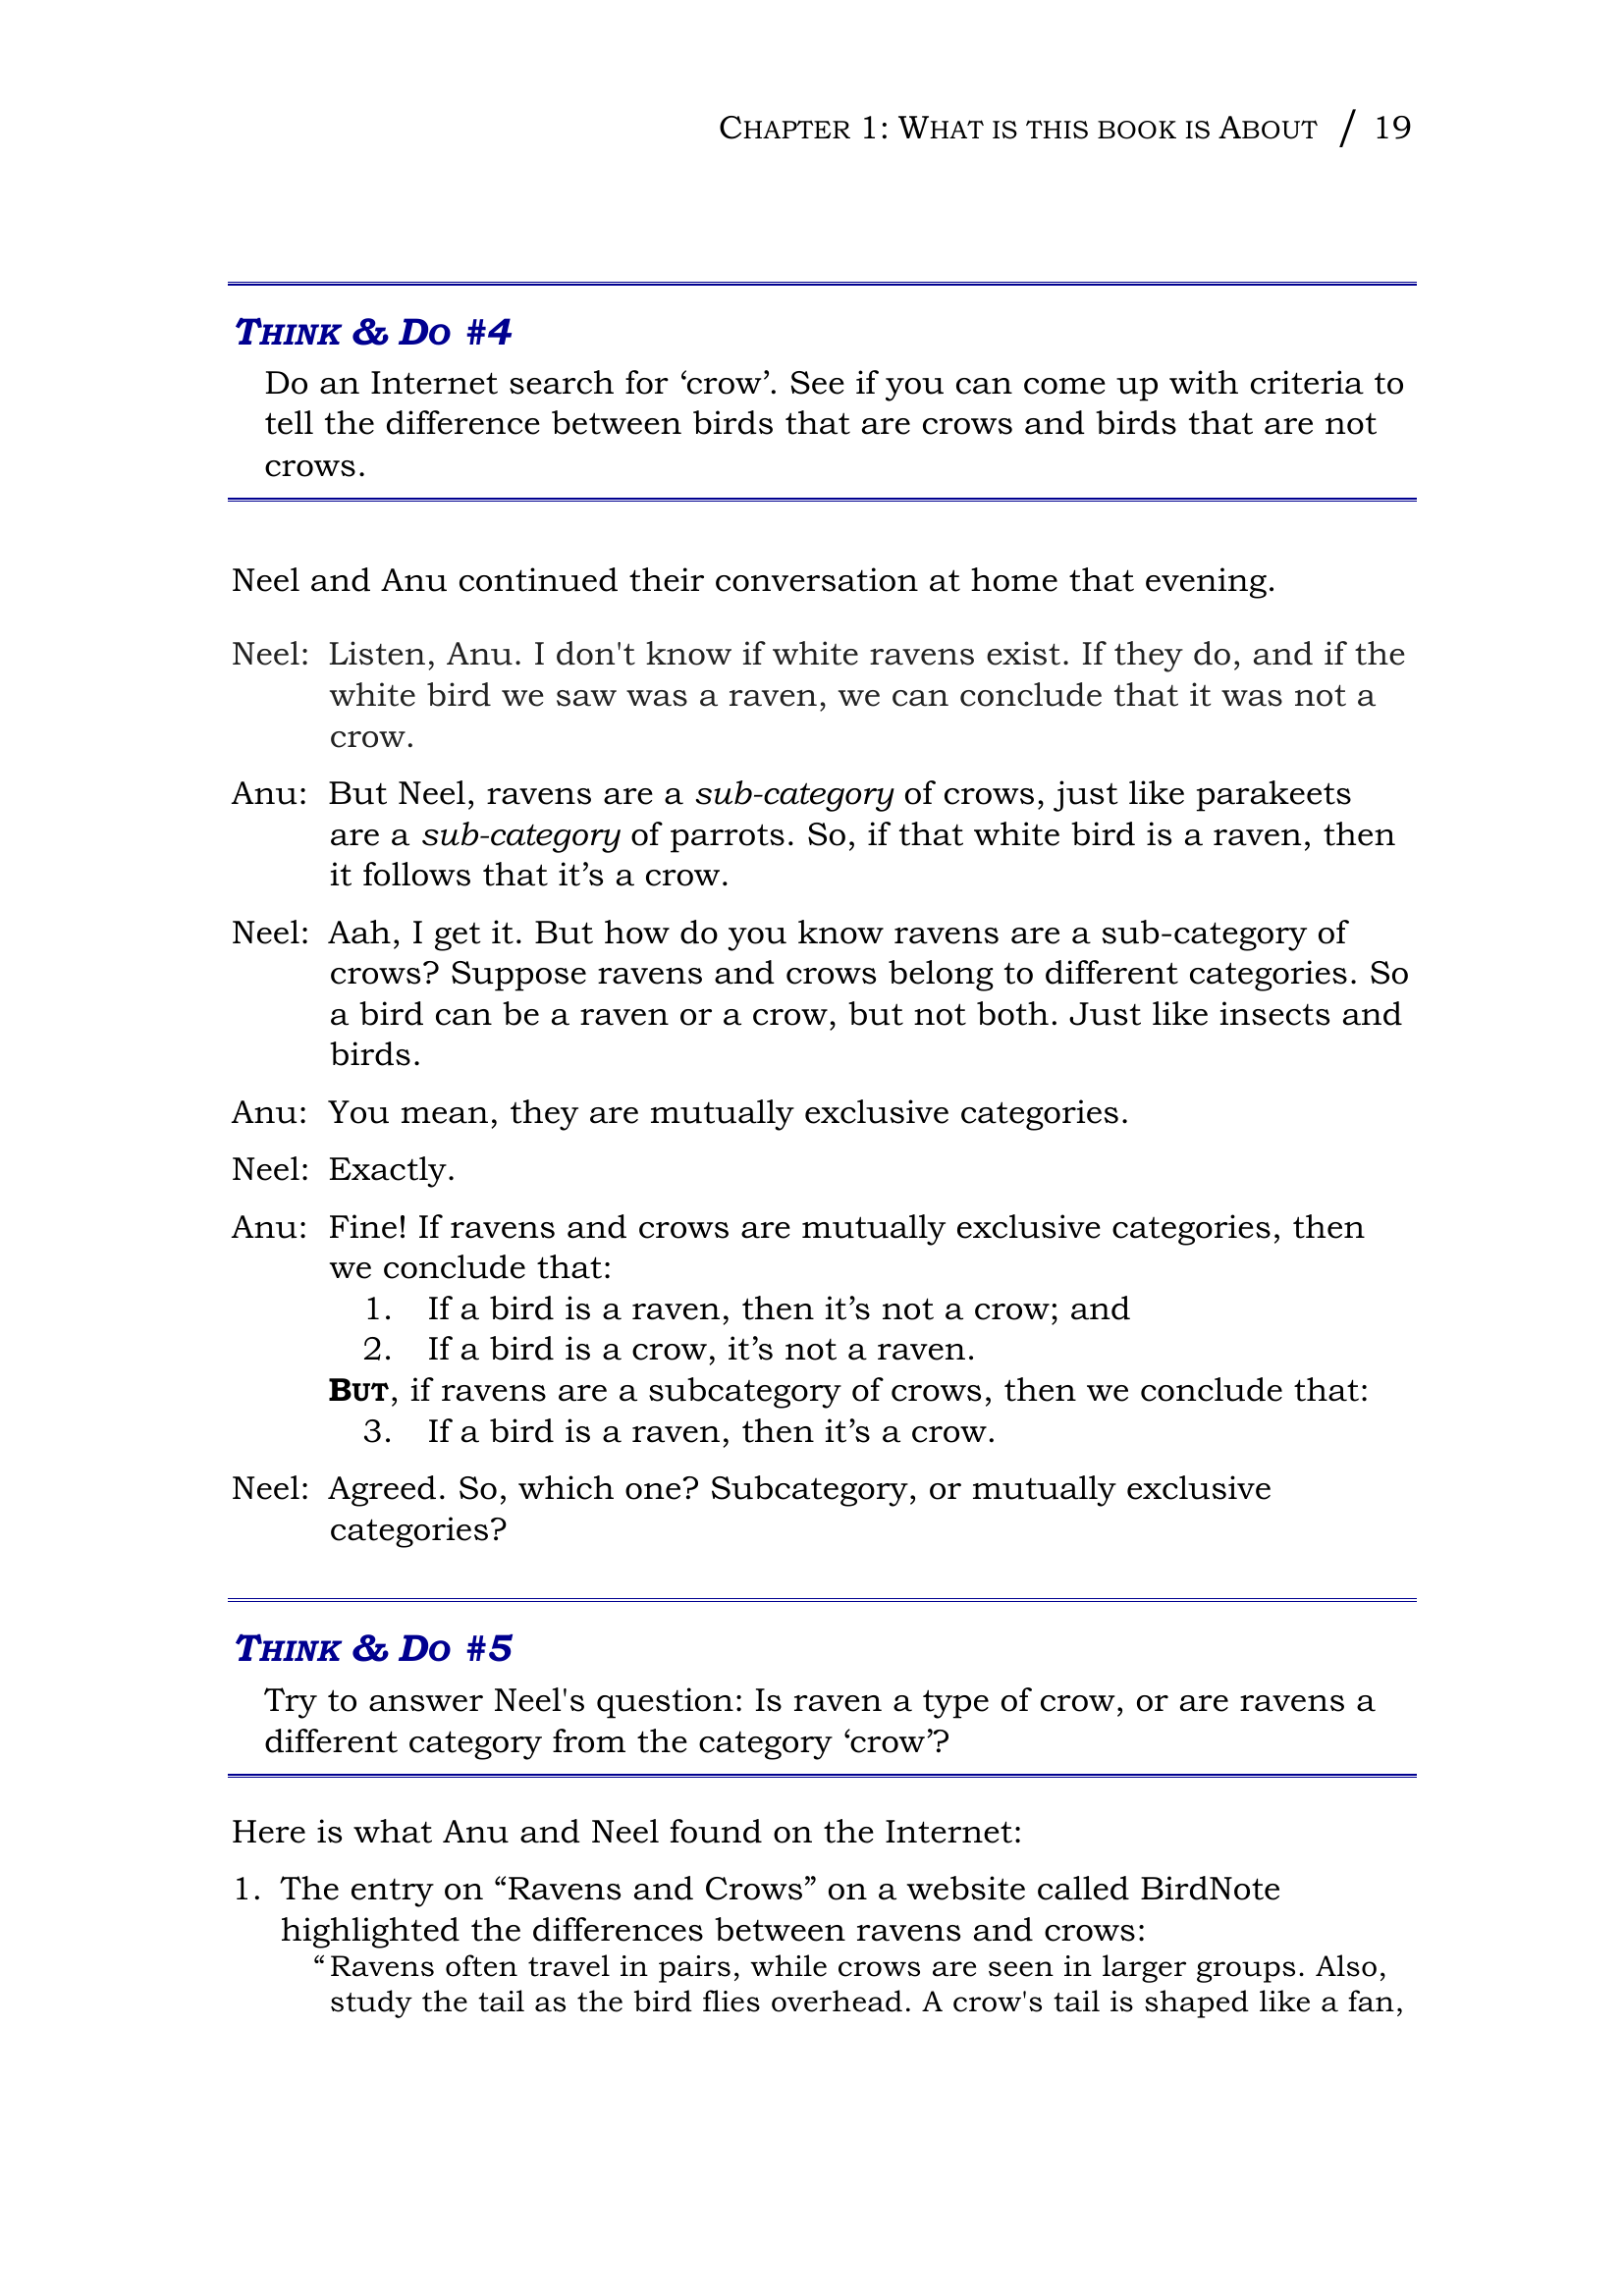 CHAPTER 1: WHAT IS THIS BOOK IS ABOUT / 19
THINK & DO #4
Do an Internet search for ‘crow’. See if you can come up with criteria to
tell the difference between birds that are crows and birds that are not
crows.
Neel and Anu continued their conversation at home that evening.
Neel: Listen, Anu. I don't know if white ravens exist. If they do, and if the
white bird we saw was a raven, we can conclude that it was not a
crow.
Anu: But Neel, ravens are a sub-category of crows, just like parakeets
are a sub-category of parrots. So, if that white bird is a raven, then
it follows that it’s a crow.
Neel: Aah, I get it. But how do you know ravens are a sub-category of
crows? Suppose ravens and crows belong to different categories. So
a bird can be a raven or a crow, but not both. Just like insects and
birds.
Anu: You mean, they are mutually exclusive categories.
Neel: Exactly.
Anu: Fine! If ravens and crows are mutually exclusive categories, then
we conclude that:
1. If a bird is a raven, then it’s not a crow; and
2. If a bird is a crow, it’s not a raven.
BUT, if ravens are a subcategory of crows, then we conclude that:
3. If a bird is a raven, then it’s a crow.
Neel: Agreed. So, which one? Subcategory, or mutually exclusive
categories?
THINK & DO #5
Try to answer Neel's question: Is raven a type of crow, or are ravens a
different category from the category ‘crow’?
Here is what Anu and Neel found on the Internet:
1. The entry on “Ravens and Crows” on a website called BirdNote
highlighted the differences between ravens and crows:
“Ravens often travel in pairs, while crows are seen in larger groups. Also,
study the tail as the bird flies overhead. A crow's tail is shaped like a fan,